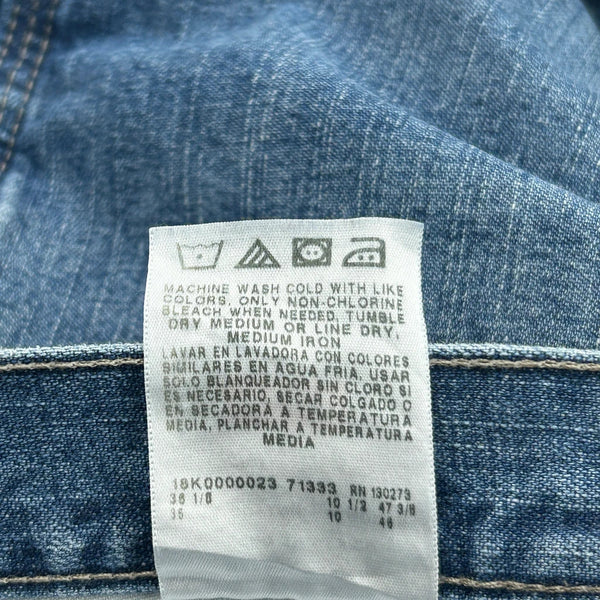 MACHINE WASH COLD WITH LIKE
COLORS. ONLY NON-CHLORINE
BLEACH WHEN NEEDED. TUMBLE
DRY MEDIUM OR LINE DRY.
MEDIUM IRON
LAVAR EN LAVADORA CON COLORES
SIMILARES EN AGUA FRIA. USAR
SOLO BLANQUEADOR SIN CLORO SI
ES NECESARIO, SECAR COLGADO O
EN SECADORA A TEMPERATURA
MEDIA, PLANCHAR A TEMPERATURA
MEDIA
18K0000023 71333 RN 130273
36 1/8 10 1/2 47 3/8
35 10 46